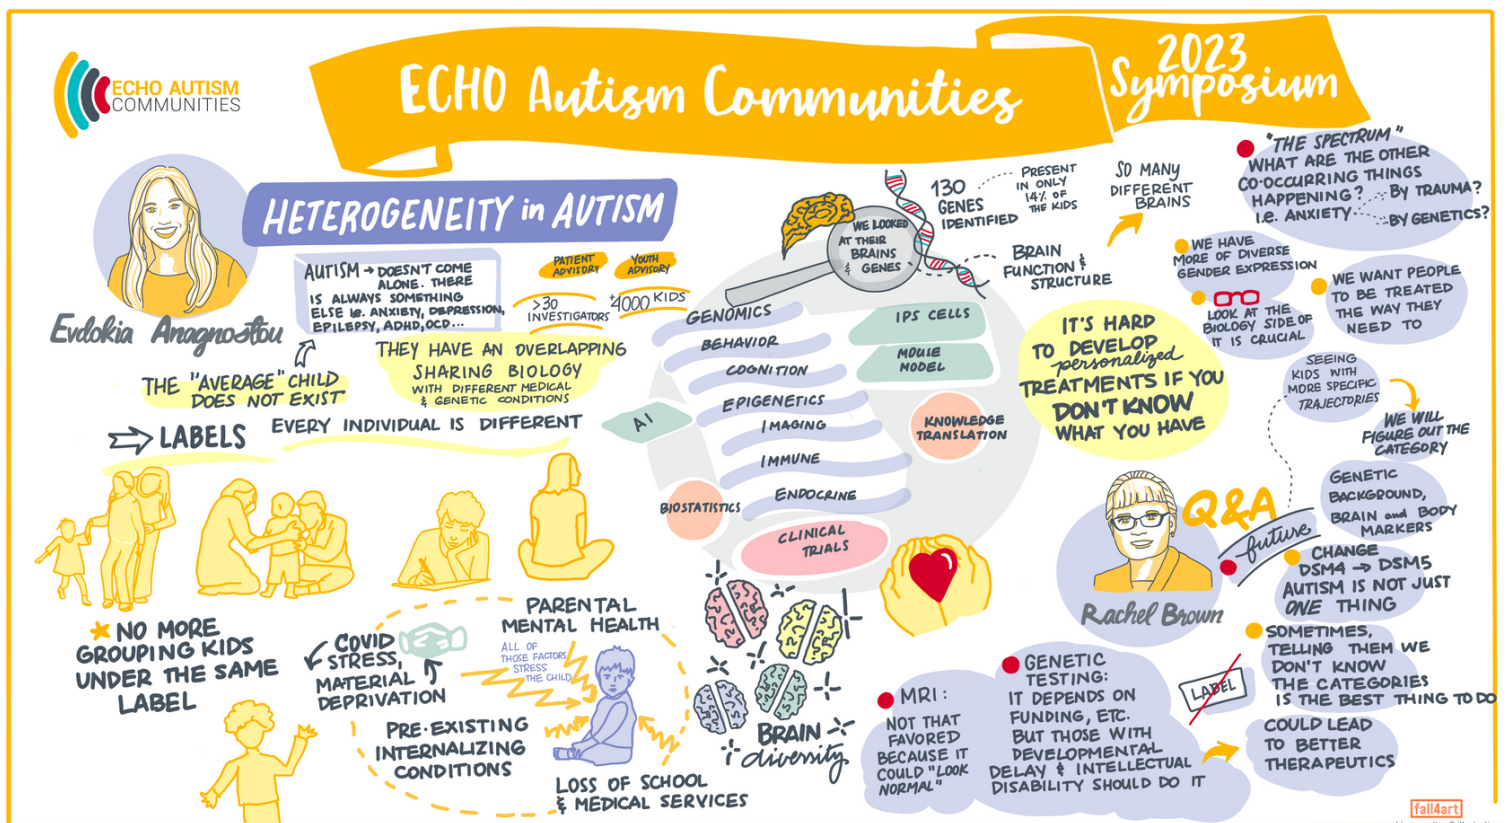 ECHO AUTISM
COMMUNITIES
ECHO Autism Communities
2023
Symposium
Evdokia Anagnostou
HETEROGENEITY in AUTISM
AUTISM → DOESN'T COME
ALONE. THERE
IS ALWAYS SOMETHING
ELSE i.e. ANXIETY, DEPRESSION,
EPILEPSY, ADHD, OCD...
PATIENT
ADVISORY
YOUTH
ADVISORY
>30
INVESTIGATORS
+4000 KIDS
THE "AVERAGE" CHILD
DOES NOT EXIST
THEY HAVE AN OVERLAPPING
SHARING BIOLOGY
WITH DIFFERENT MEDICAL
& GENETIC CONDITIONS
LABELS
EVERY INDIVIDUAL IS DIFFERENT
* NO MORE
GROUPING KIDS
UNDER THE SAME
LABEL
COVID
STRESS,
MATERIAL
DEPRIVATION
PARENTAL
MENTAL HEALTH
ALL OF
THOSE FACTORS
STRESS
THE CHILD
PRE-EXISTING
INTERNALIZING
CONDITIONS
LOSS OF SCHOOL
& MEDICAL SERVICES
WE LOOKED
AT THEIR
BRAINS
& GENES
130
GENES
IDENTIFIED
PRESENT
IN ONLY
14% OF
THE KIDS
BRAIN
FUNCTION &
STRUCTURE
SO MANY
DIFFERENT
BRAINS
GENOMICS
BEHAVIOR
COGNITION
EPIGENETICS
IMAGING
IMMUNE
ENDOCRINE
IPS CELLS
MOUSE
MODEL
AI
KNOWLEDGE
TRANSLATION
BIOSTATISTICS
CLINICAL
TRIALS
BRAIN
diversity
IT'S HARD
TO DEVELOP
personalized
TREATMENTS IF YOU
DON'T KNOW
WHAT YOU HAVE
Rachel Brown
Q&A
"THE SPECTRUM"
WHAT ARE THE OTHER
CO-OCCURRING THINGS
HAPPENING?
i.e. ANXIETY
BY TRAUMA?
BY GENETICS?
WE HAVE
MORE OF DIVERSE
GENDER EXPRESSION
LOOK AT THE
BIOLOGY SIDE OF
IT IS CRUCIAL
WE WANT PEOPLE
TO BE TREATED
THE WAY THEY
NEED TO
SEEING
KIDS WITH
MORE SPECIFIC
TRAJECTORIES
WE WILL
FIGURE OUT THE
CATEGORY
GENETIC
BACKGROUND,
BRAIN and BODY
MARKERS
future
CHANGE
DSM4 → DSM5
AUTISM IS NOT JUST
ONE THING
SOMETIMES,
TELLING THEM WE
DON'T KNOW
THE CATEGORIES
IS THE BEST THING TO DO
LABEL
COULD LEAD
TO BETTER
THERAPEUTICS
GENETIC
TESTING:
IT DEPENDS ON
FUNDING, ETC.
BUT THOSE WITH
DEVELOPMENTAL
DELAY & INTELLECTUAL
DISABILITY SHOULD DO IT
MRI:
NOT THAT
FAVORED
BECAUSE IT
COULD "LOOK
NORMAL"
fall4art